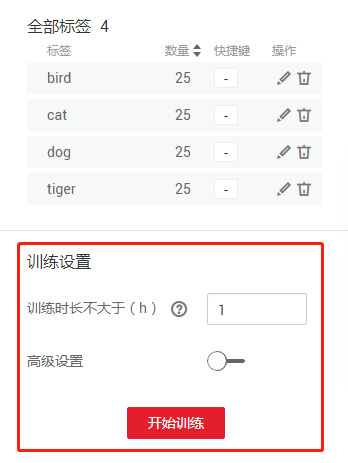 全部标签 4
标签 数量 快捷键 操作
bird 25 -
cat 25 -
dog 25 -
tiger 25 -
训练设置
训练时长不大于（h） ? 1
高级设置
开始训练